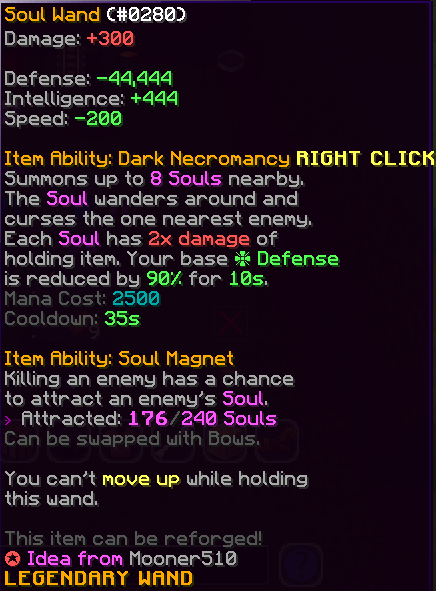 Soul Wand (#0280)
Damage: +300
Defense: -44,444
Intelligence: +444
Speed: -200
Item Ability: Dark Necromancy RIGHT CLICK
Summons up to 8 Souls nearby.
The Soul wanders around and
curses the one nearest enemy.
Each Soul has 2x damage of
holding item. Your base Defense
is reduced by 90% for 10s.
Mana Cost: 2500
Cooldown: 35s
Item Ability: Soul Magnet
Killing an enemy has a chance
to attract an enemy's Soul.
> Attracted: 176/240 Souls
Can be swapped with Bows.
You can't move up while holding
this wand.
This item can be reforged!
✪ Idea from Mooner510
LEGENDARY WAND